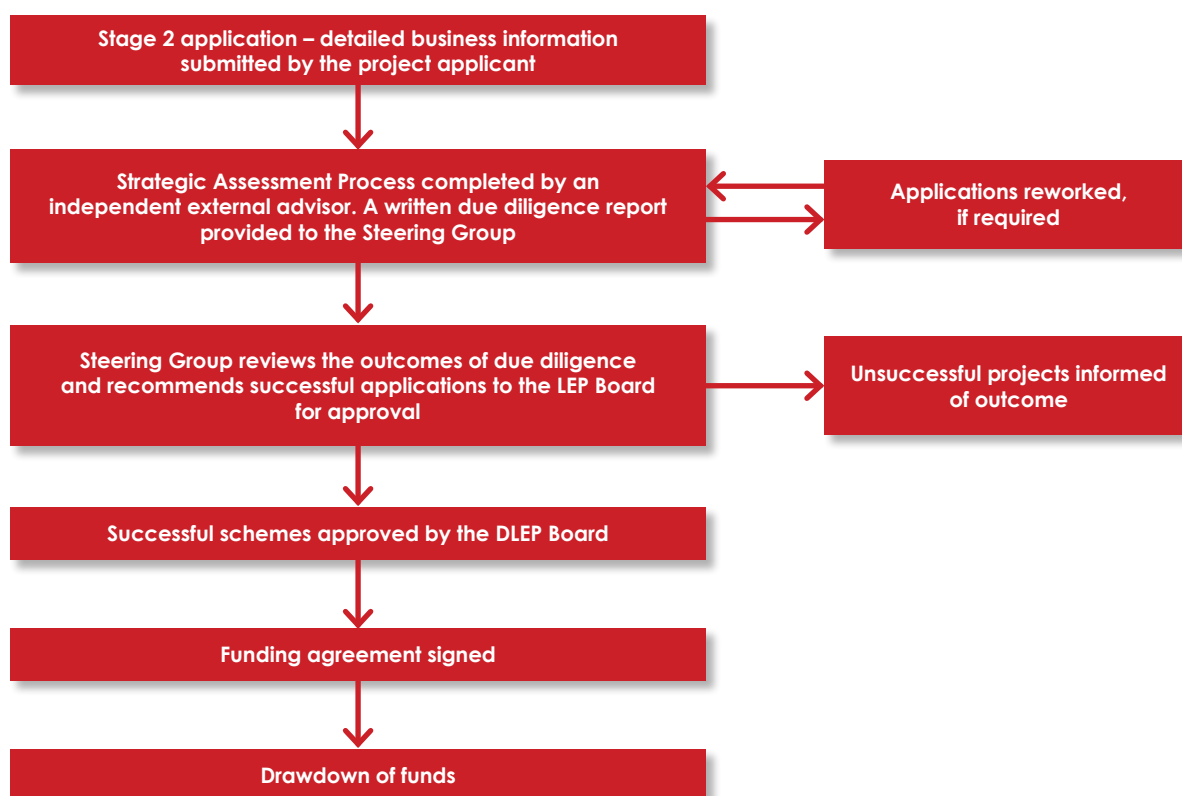 Stage 2 application – detailed business information
submitted by the project applicant
Strategic Assessment Process completed by an
independent external advisor. A written due diligence report
provided to the Steering Group
Applications reworked,
if required
Steering Group reviews the outcomes of due diligence
and recommends successful applications to the LEP Board
for approval
Unsuccessful projects informed
of outcome
Successful schemes approved by the DLEP Board
Funding agreement signed
Drawdown of funds